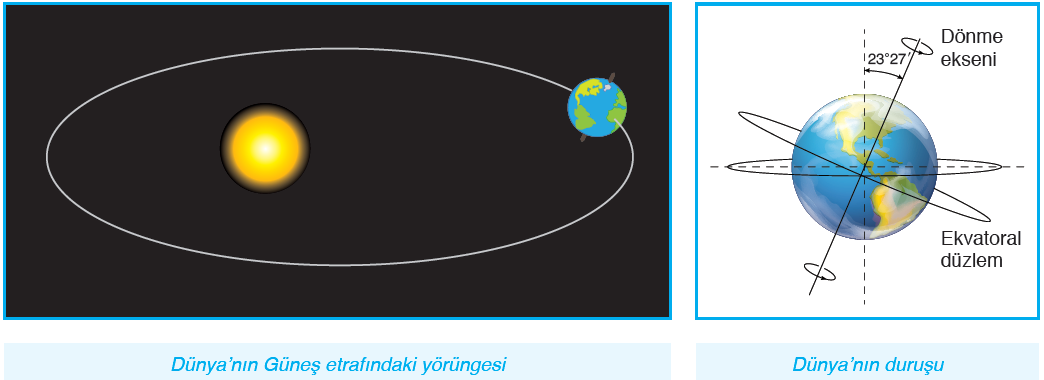 Dönme
ekseni
23°27′
Ekvatoral
düzlem
Dünya’nın Güneş etrafındaki yörüngesi
Dünya’nın duruşu